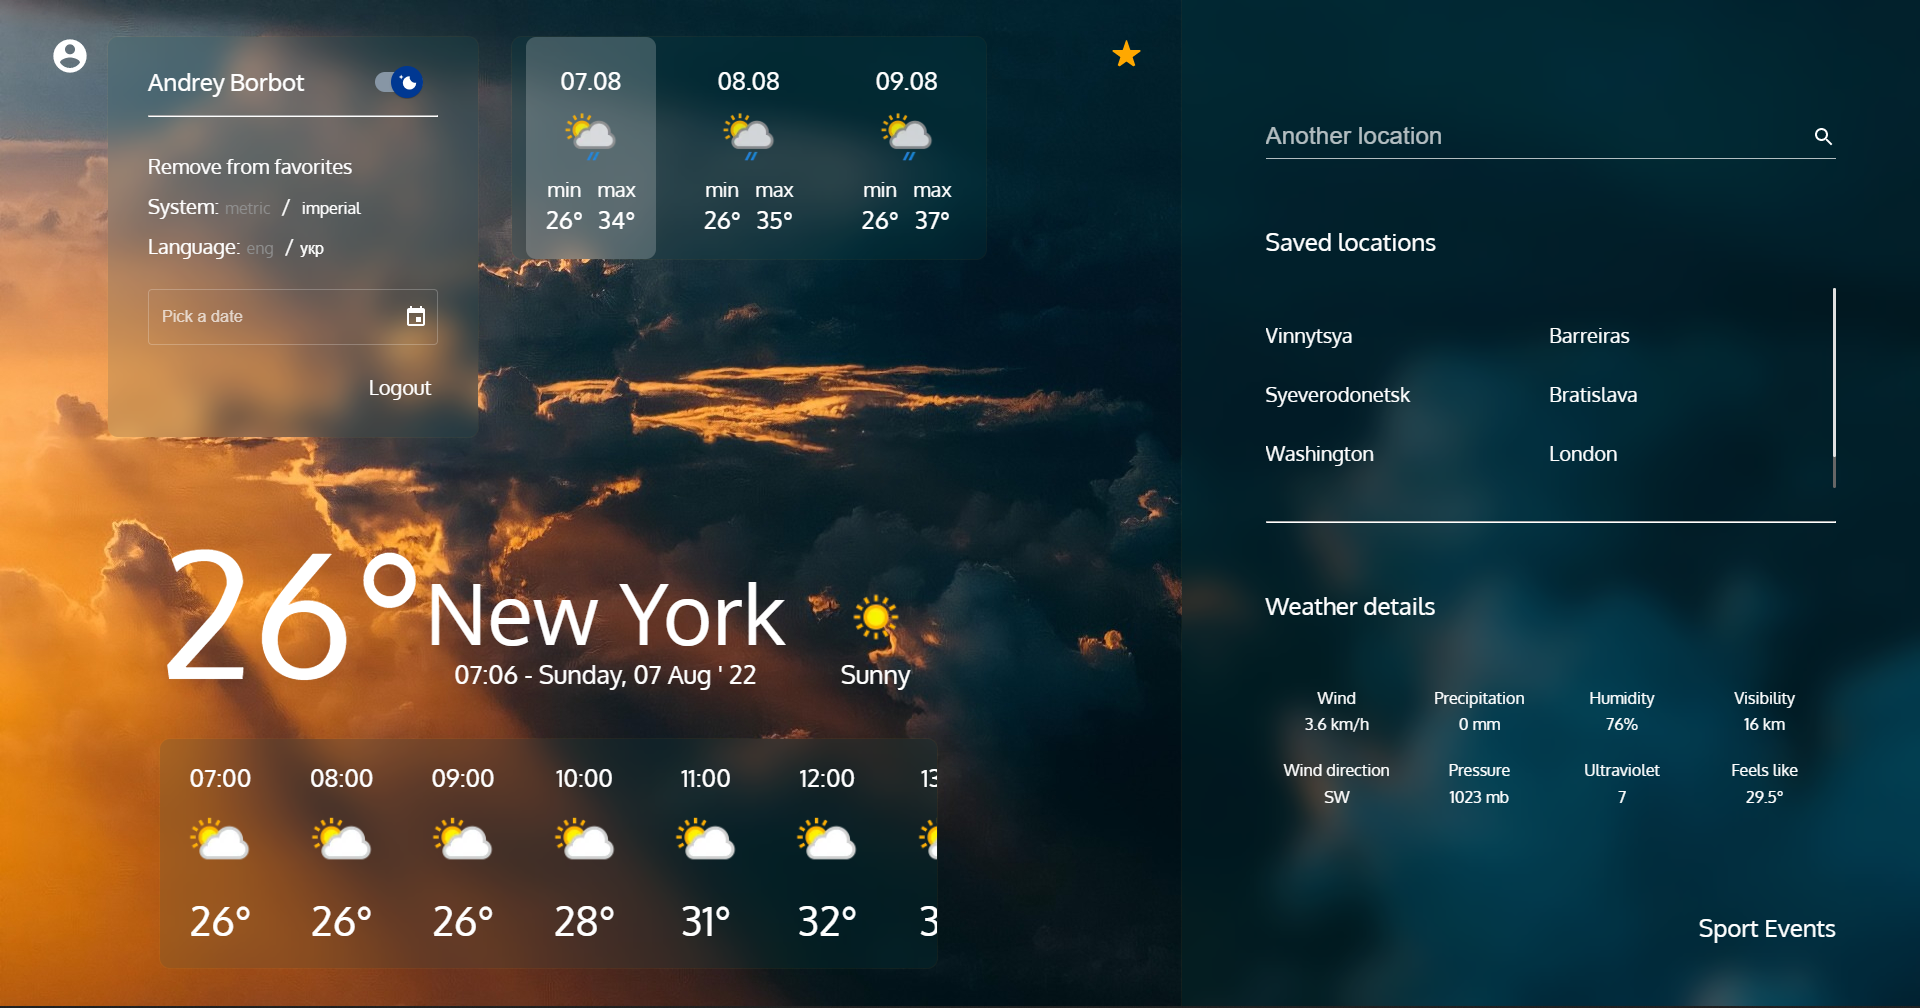 Andrey Borbot
Remove from favorites
System: metric / imperial
Language: eng / укр
Pick a date
Logout
07.08 08.08 09.08
min max min max min max
26° 34° 26° 35° 26° 37°
26° New York
07:06 - Sunday, 07 Aug ' 22
Sunny
07:00 08:00 09:00 10:00 11:00 12:00 13
26° 26° 26° 28° 31° 32° 3
Another location
Saved locations
Vinnytsya Barreiras
Syeverodonetsk Bratislava
Washington London
Weather details
Wind Precipitation Humidity Visibility
3.6 km/h 0 mm 76% 16 km
Wind direction Pressure Ultraviolet Feels like
SW 1023 mb 7 29.5°
Sport Events